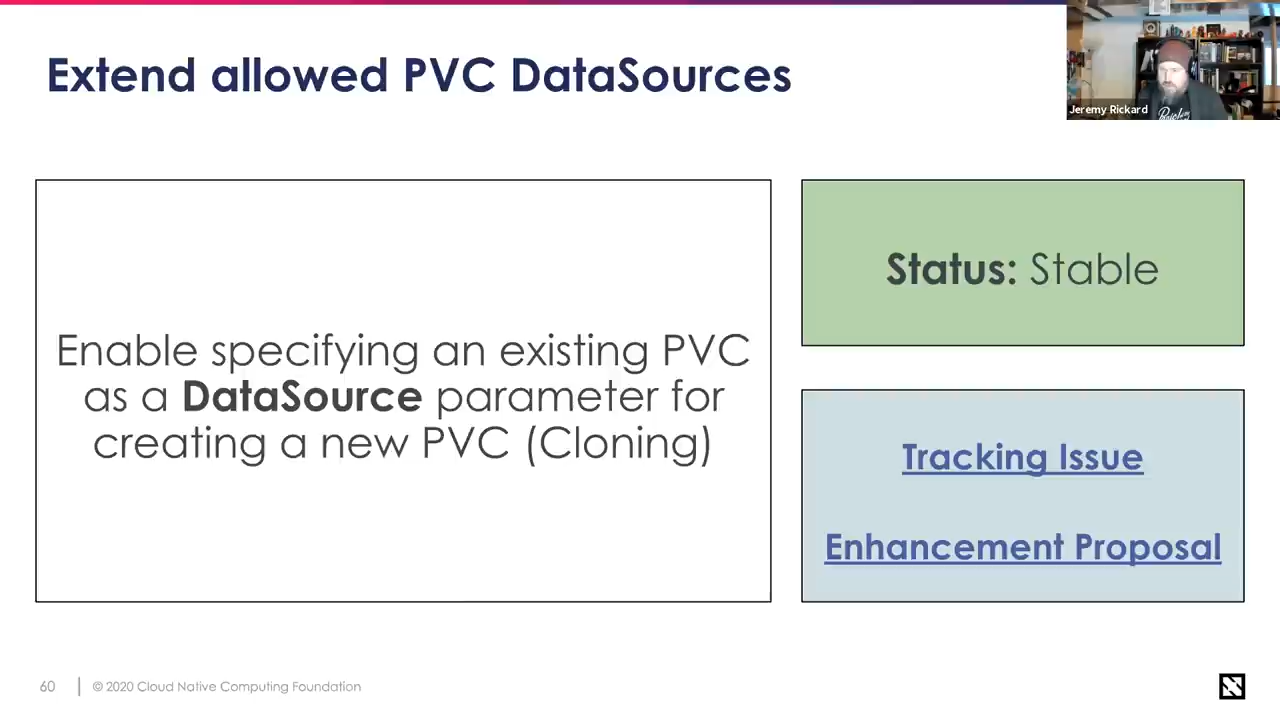 Extend allowed PVC DataSources
Jeremy Rickard
Enable specifying an existing PVC
as a DataSource parameter for
creating a new PVC (Cloning)
Status: Stable
Tracking Issue
Enhancement Proposal
60
© 2020 Cloud Native Computing Foundation